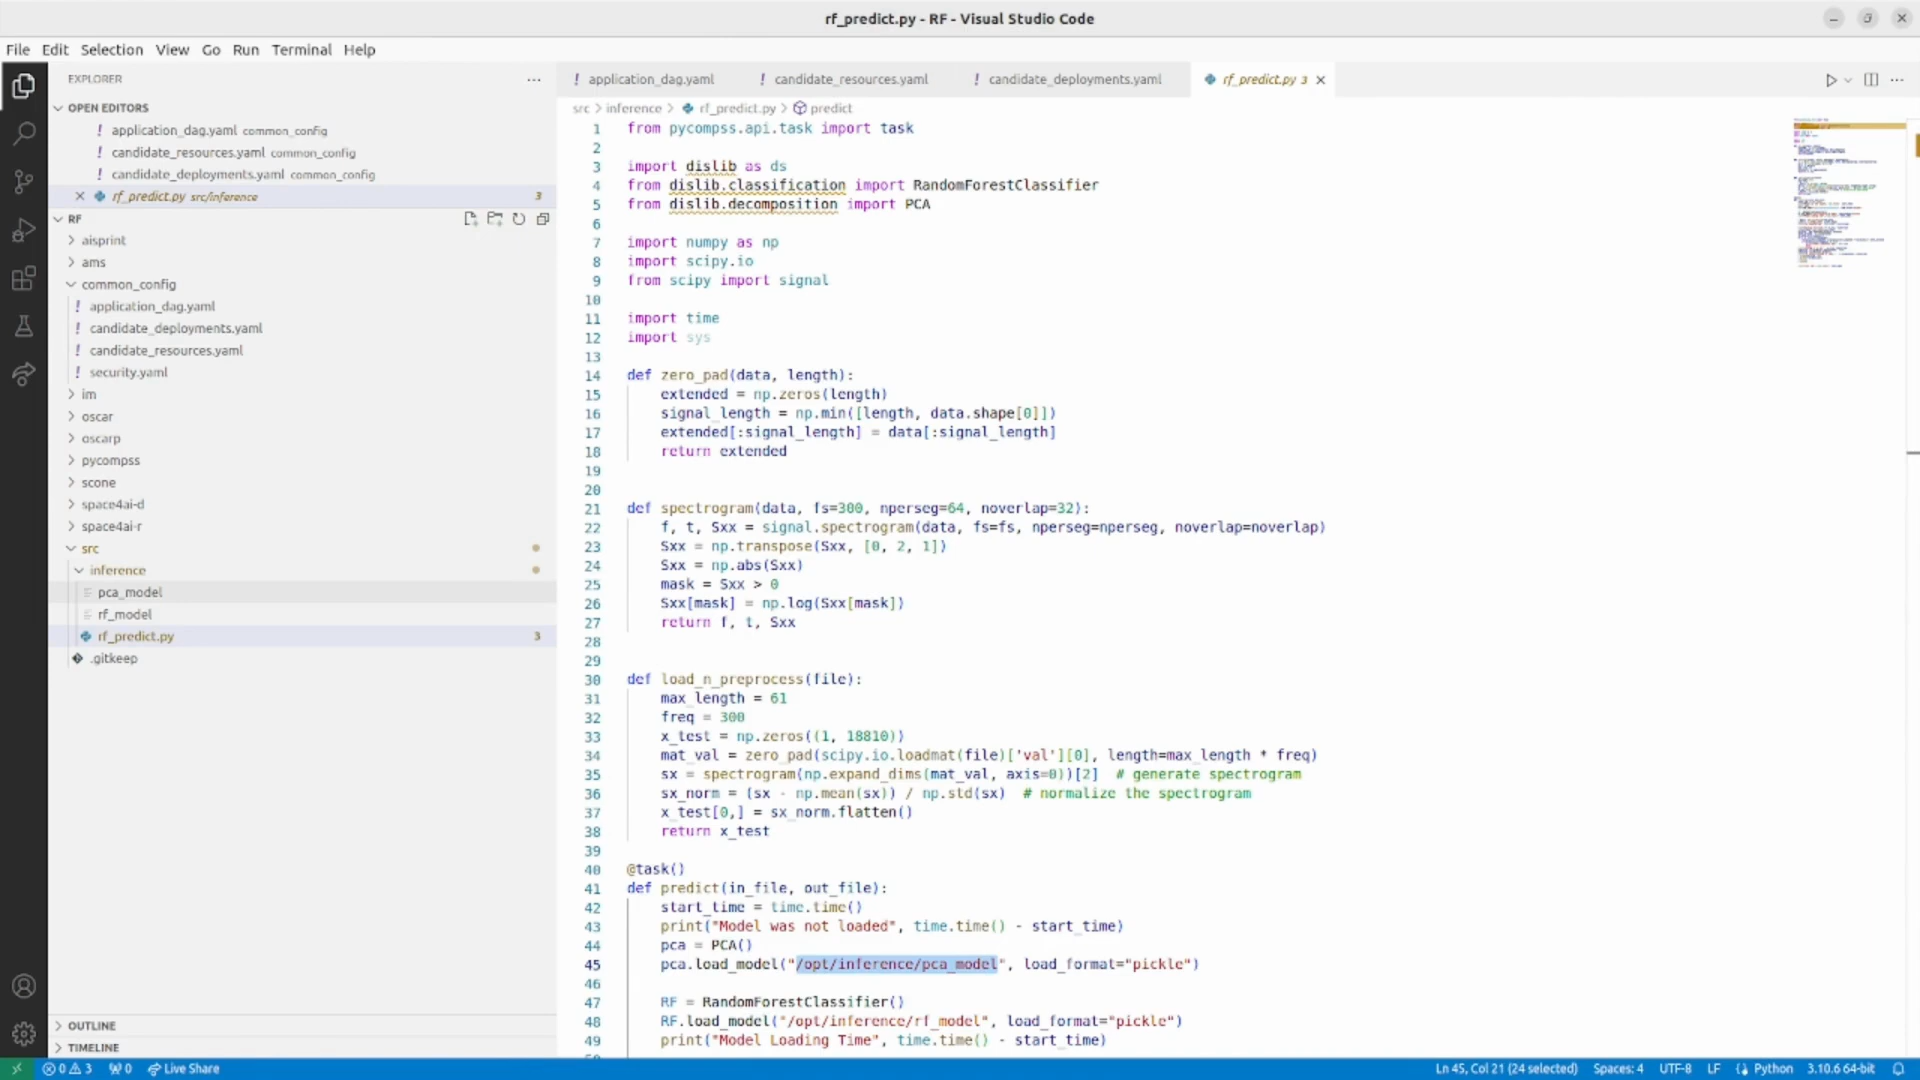 rf_predict.py - RF - Visual Studio Code
File Edit Selection View Go Run Terminal Help
EXPLORER
OPEN EDITORS
! application_dag.yaml common_config
! candidate_resources.yaml common_config
! candidate_deployments.yaml common_config
rf_predict.py src/inference 3
RF
aisprint
ams
common_config
! application_dag.yaml
! candidate_deployments.yaml
! candidate_resources.yaml
! security.yaml
im
oscar
oscarp
pycompss
scone
space4ai-d
space4ai-r
src
inference
pca_model
rf_model
rf_predict.py 3
.gitkeep
OUTLINE
TIMELINE
! application_dag.yaml ! candidate_resources.yaml ! candidate_deployments.yaml rf_predict.py 3
src > inference > rf_predict.py > predict
1 from pycompss.api.task import task
2
3 import dislib as ds
4 from dislib.classification import RandomForestClassifier
5 from dislib.decomposition import PCA
6
7 import numpy as np
8 import scipy.io
9 from scipy import signal
10
11 import time
12 import sys
13
14 def zero_pad(data, length):
15 extended = np.zeros(length)
16 signal_length = np.min([length, data.shape[0]])
17 extended[:signal_length] = data[:signal_length]
18 return extended
19
20
21 def spectrogram(data, fs=300, nperseg=64, noverlap=32):
22 f, t, Sxx = signal.spectrogram(data, fs=fs, nperseg=nperseg, noverlap=noverlap)
23 Sxx = np.transpose(Sxx, [0, 2, 1])
24 Sxx = np.abs(Sxx)
25 mask = Sxx > 0
26 Sxx[mask] = np.log(Sxx[mask])
27 return f, t, Sxx
28
29
30 def load_n_preprocess(file):
31 max_length = 61
32 freq = 300
33 x_test = np.zeros((1, 18810))
34 mat_val = zero_pad(scipy.io.loadmat(file)['val'][0], length=max_length * freq)
35 sx = spectrogram(np.expand_dims(mat_val, axis=0))[2] # generate spectrogram
36 sx_norm = (sx - np.mean(sx)) / np.std(sx) # normalize the spectrogram
37 x_test[0,] = sx_norm.flatten()
38 return x_test
39
40 @task()
41 def predict(in_file, out_file):
42 start_time = time.time()
43 print("Model was not loaded", time.time() - start_time)
44 pca = PCA()
45 pca.load_model("/opt/inference/pca_model", load_format="pickle")
46
47 RF = RandomForestClassifier()
48 RF.load_model("/opt/inference/rf_model", load_format="pickle")
49 print("Model Loading Time", time.time() - start_time)
0 3 0 Live Share Ln 45, Col 21 (24 selected) Spaces: 4 UTF-8 LF Python 3.10.6 64-bit